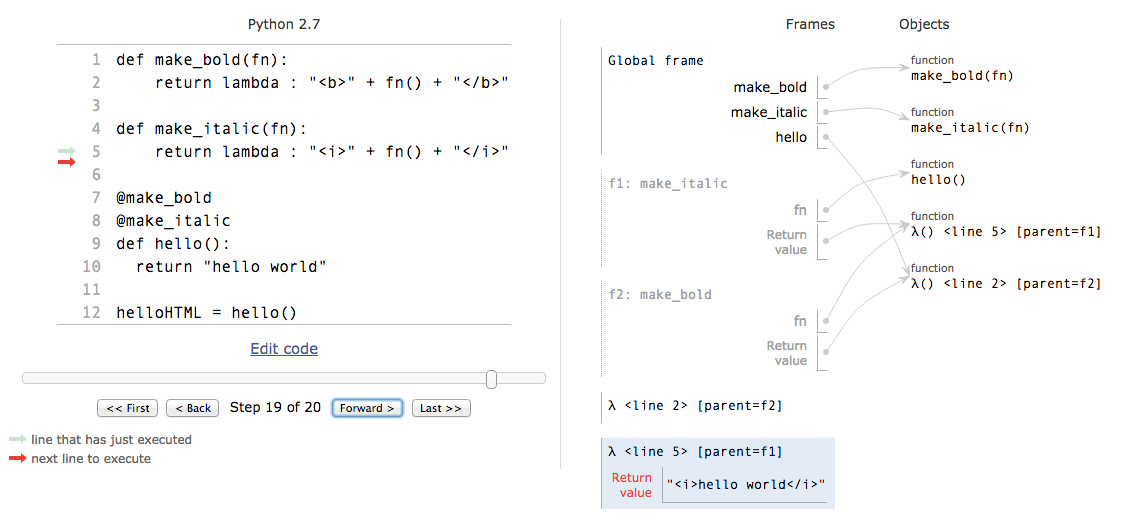 Python 2.7
1 def make_bold(fn):
2     return lambda : "<b>" + fn() + "</b>"
3
4 def make_italic(fn):
5     return lambda : "<i>" + fn() + "</i>"
6
7 @make_bold
8 @make_italic
9 def hello():
10   return "hello world"
11
12 helloHTML = hello()
Edit code
<< First < Back Step 19 of 20 Forward > Last >>
line that has just executed
next line to execute
Frames Objects
Global frame
make_bold
make_italic
hello
function
make_bold(fn)
function
make_italic(fn)
function
hello()
function
λ() <line 5> [parent=f1]
function
λ() <line 2> [parent=f2]
f1: make_italic
fn
Return
value
f2: make_bold
fn
Return
value
λ <line 2> [parent=f2]
λ <line 5> [parent=f1]
Return
value
"<i>hello world</i>"